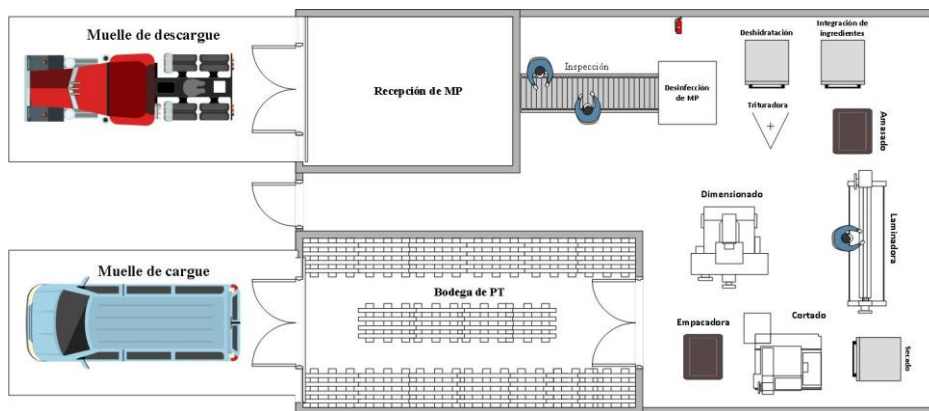 Muelle de descargue
Recepción de MP
Inspección
Desinfección
de MP
Deshidratación
Integración de
ingredientes
Trituradora
Amasado
Dimensionado
Laminadora
Muelle de cargue
Bodega de PT
Empacadora
Cortado
Secado